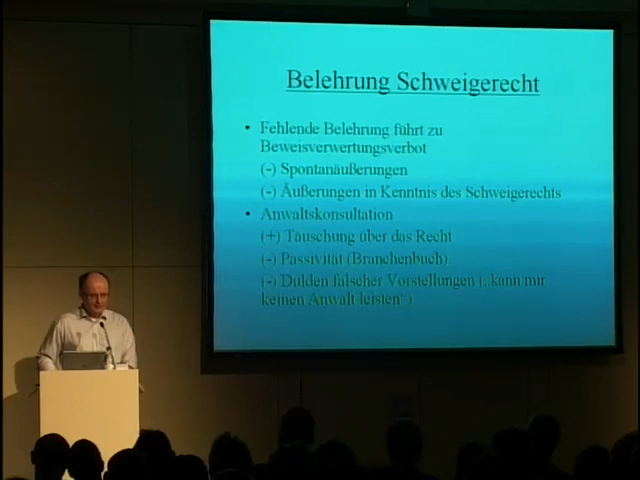 Belehrung Schweigerecht
• Fehlende Belehrung führt zu
Beweisverwertungsverbot
(-) Spontanäußerungen
(-) Äußerungen in Kenntnis des Schweigerechts
• Anwaltskonsultation
(+) Täuschung über das Recht
(-) Passivität (Branchenbuch)
(-) Dulden falscher Vorstellungen („kann mir
keinen Anwalt leisten“)